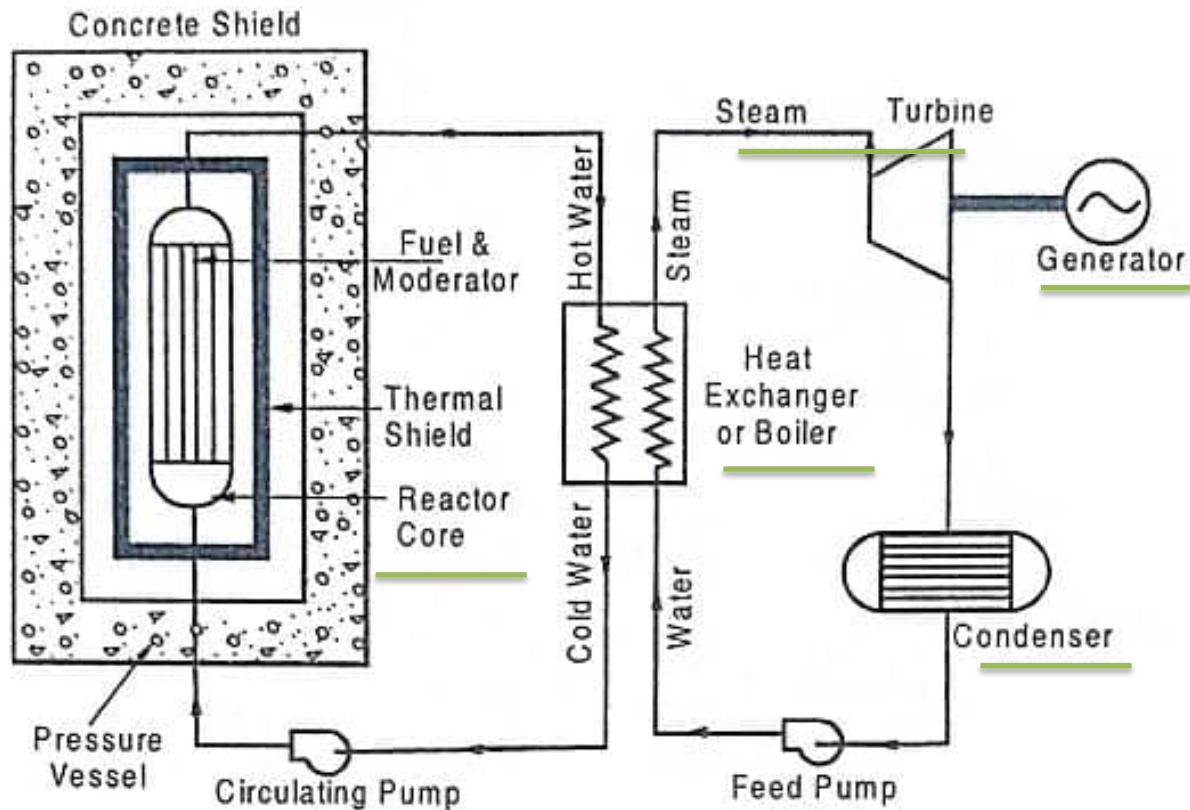 Concrete Shield
Steam
Turbine
Hot Water
Steam
Fuel &
Moderator
Generator
Heat
Exchanger
or Boiler
Thermal
Shield
Reactor
Core
Cold Water
Water
Condenser
Pressure
Vessel
Circulating Pump
Feed Pump